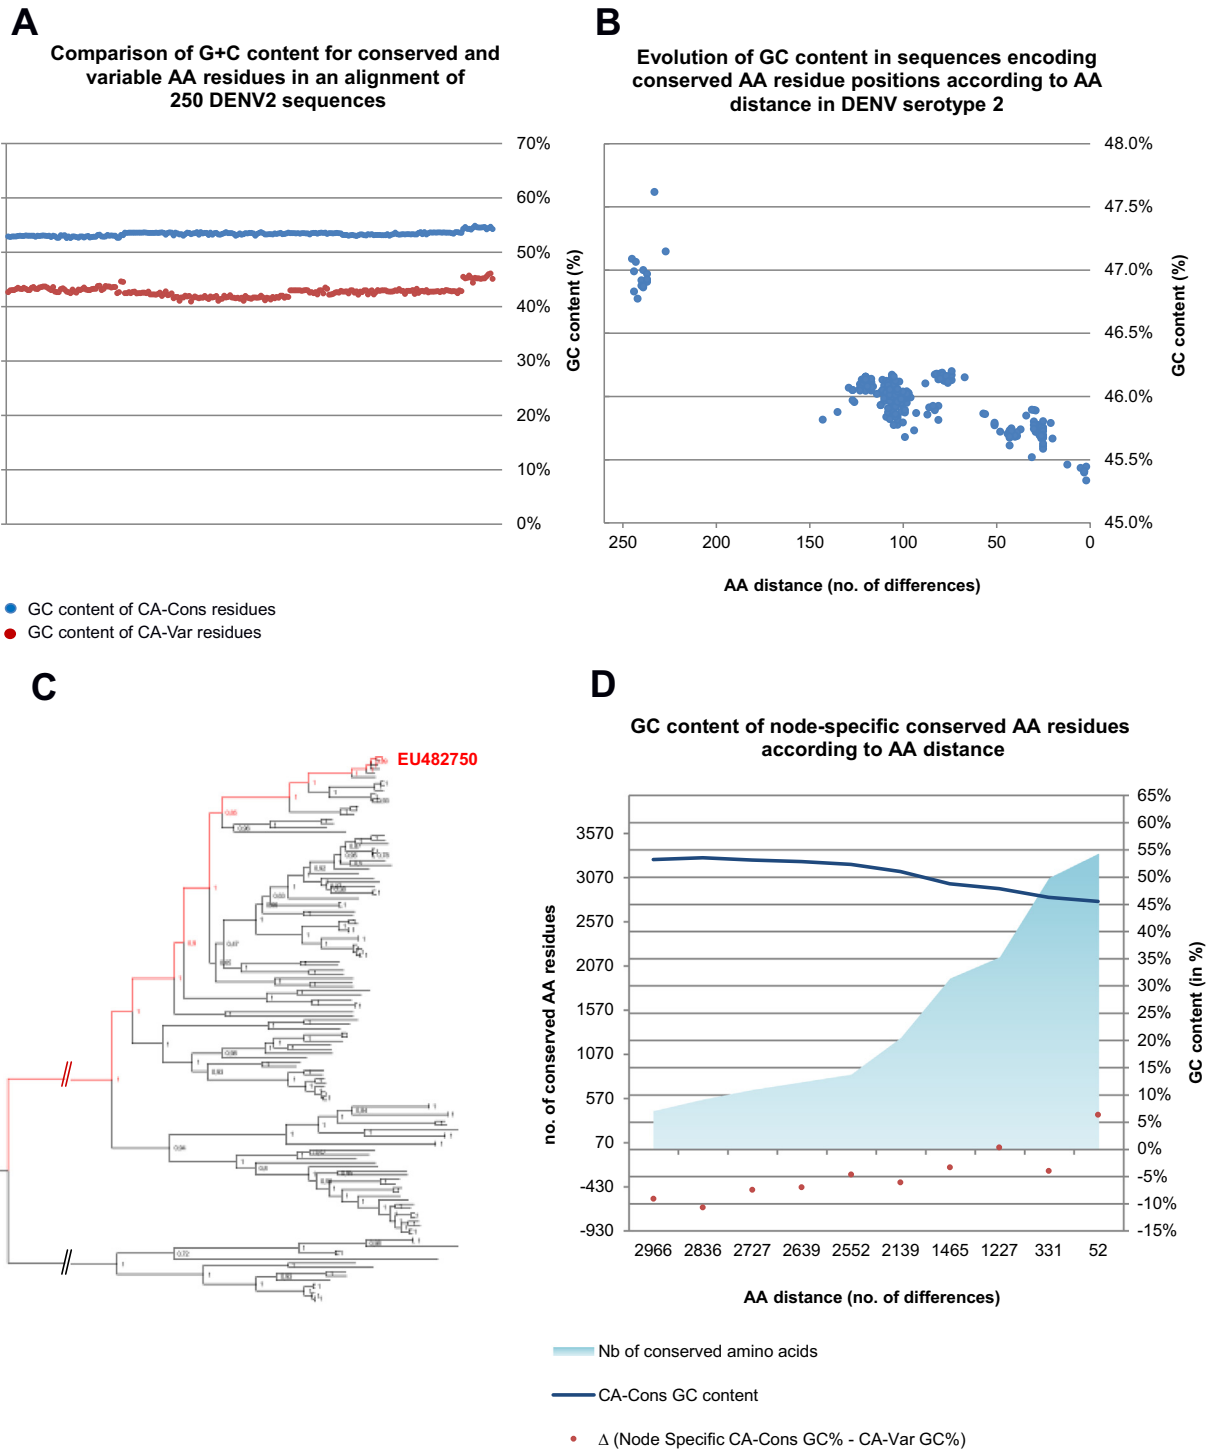 A
Comparison of G+C content for conserved and
variable AA residues in an alignment of
250 DENV2 sequences
70%
60%
50%
40%
30%
20%
10%
0%
GC content (%)
GC content of CA-Cons residues
GC content of CA-Var residues
B
Evolution of GC content in sequences encoding
conserved AA residue positions according to AA
distance in DENV serotype 2
48.0%
47.5%
47.0%
46.5%
46.0%
45.5%
45.0%
GC content (%)
250 200 150 100 50 0
AA distance (no. of differences)
C
EU482750
D
GC content of node-specific conserved AA residues
according to AA distance
no. of conserved AA residues
3570
3070
2570
2070
1570
1070
570
70
-430
-930
65%
60%
55%
50%
45%
40%
35%
30%
25%
20%
15%
10%
5%
0%
-5%
-10%
-15%
GC content (in %)
2966 2836 2727 2639 2552 2139 1465 1227 331 52
AA distance (no. of differences)
Nb of conserved amino acids
CA-Cons GC content
Δ (Node Specific CA-Cons GC% - CA-Var GC%)